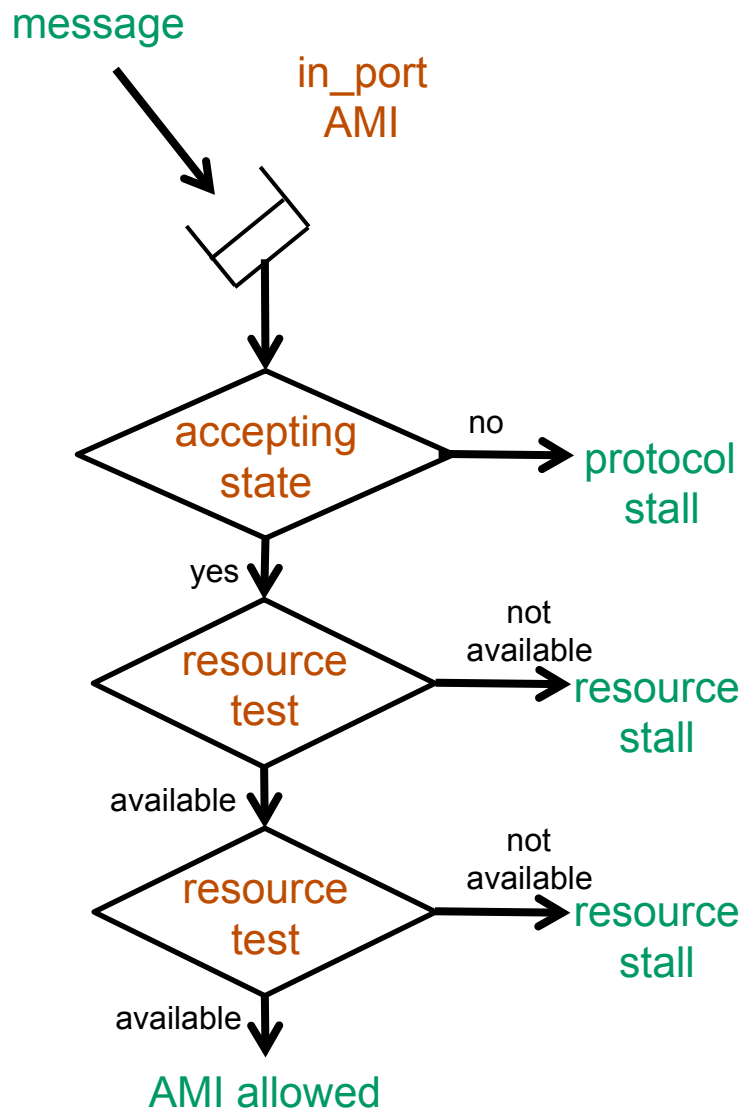 message
in_port
AMI
accepting
state
no
protocol
stall
yes
resource
test
not
available
resource
stall
available
resource
test
not
available
resource
stall
available
AMI allowed